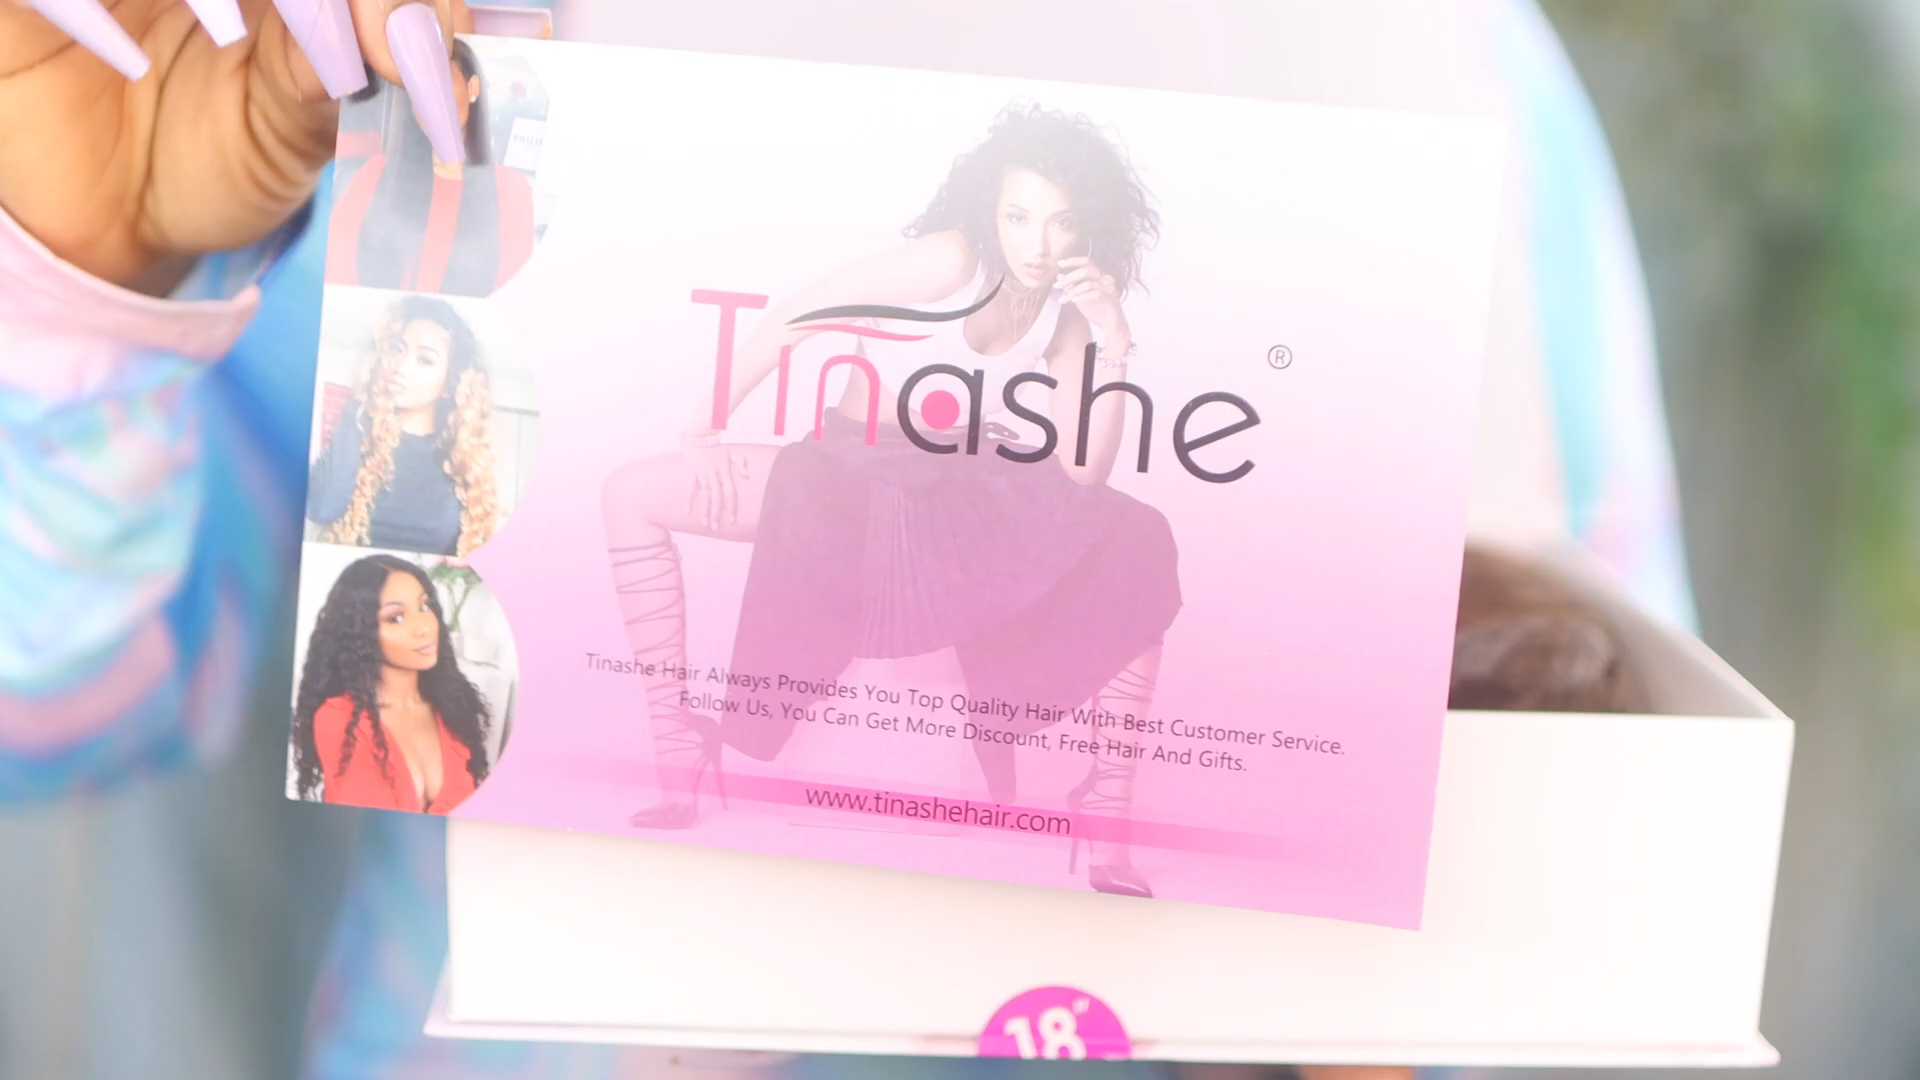 Tinashe ®
Tinashe Hair Always Provides You Top Quality Hair With Best Customer Service.
Follow Us, You Can Get More Discount, Free Hair And Gifts.
www.tinashehair.com
18"